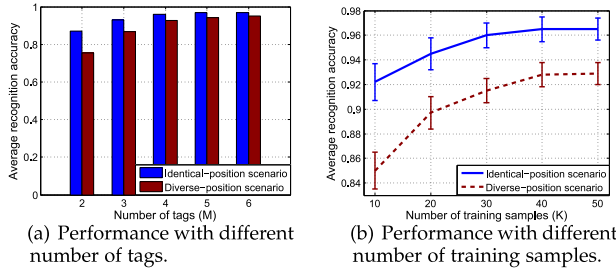 Average recognition accuracy
1
0.8
0.6
0.4
0.2
0
2 3 4 5 6
Number of tags (M)
Identical−position scenario
Diverse−position scenario
(a) Performance with different
number of tags.
Average recognition accuracy
0.98
0.96
0.94
0.92
0.9
0.88
0.86
0.84
10 20 30 40 50
Number of training samples (K)
Identical−position scenario
Diverse−position scenario
(b) Performance with different
number of training samples.